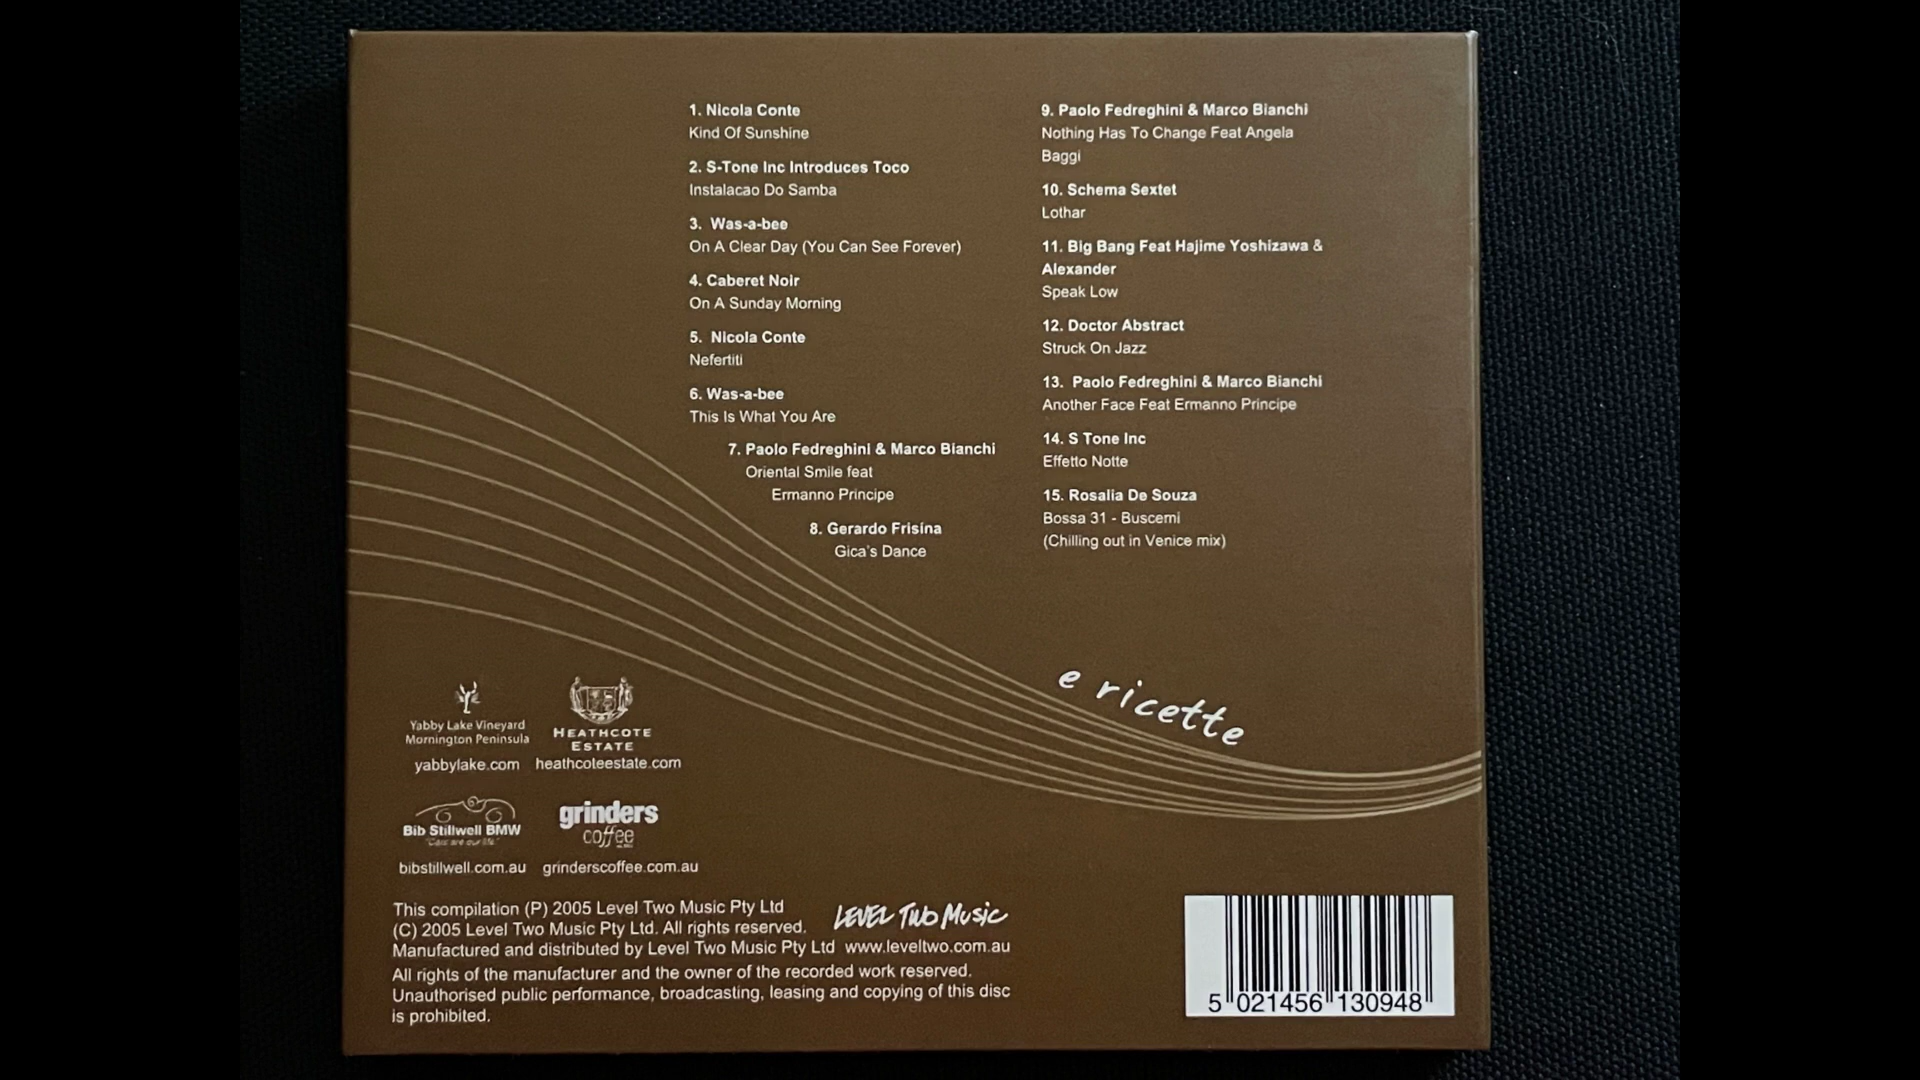 1. Nicola Conte
Kind Of Sunshine
2. S-Tone Inc Introduces Toco
Instalacao Do Samba
3. Was-a-bee
On A Clear Day (You Can See Forever)
4. Caberet Noir
On A Sunday Morning
5. Nicola Conte
Nefertiti
6. Was-a-bee
This Is What You Are
7. Paolo Fedreghini & Marco Bianchi
Oriental Smile feat
Ermanno Principe
8. Gerardo Frisina
Gica's Dance
9. Paolo Fedreghini & Marco Bianchi
Nothing Has To Change Feat Angela
Baggi
10. Schema Sextet
Lothar
11. Big Bang Feat Hajime Yoshizawa &
Alexander
Speak Low
12. Doctor Abstract
Struck On Jazz
13. Paolo Fedreghini & Marco Bianchi
Another Face Feat Ermanno Principe
14. S Tone Inc
Effetto Notte
15. Rosalia De Souza
Bossa 31 - Buscemi
(Chilling out in Venice mix)
e ricette
Yabby Lake Vineyard
Mornington Peninsula
yabbylake.com
HEATHCOTE
ESTATE
heathcoteestate.com
Bib Stillwell BMW
"Cars are our life."
bibstillwell.com.au
grinders
coffee
grinderscoffee.com.au
This compilation (P) 2005 Level Two Music Pty Ltd
(C) 2005 Level Two Music Pty Ltd. All rights reserved.
LEVEL TWO MUSIC
Manufactured and distributed by Level Two Music Pty Ltd www.leveltwo.com.au
All rights of the manufacturer and the owner of the recorded work reserved.
Unauthorised public performance, broadcasting, leasing and copying of this disc
is prohibited.
5 021456 130948